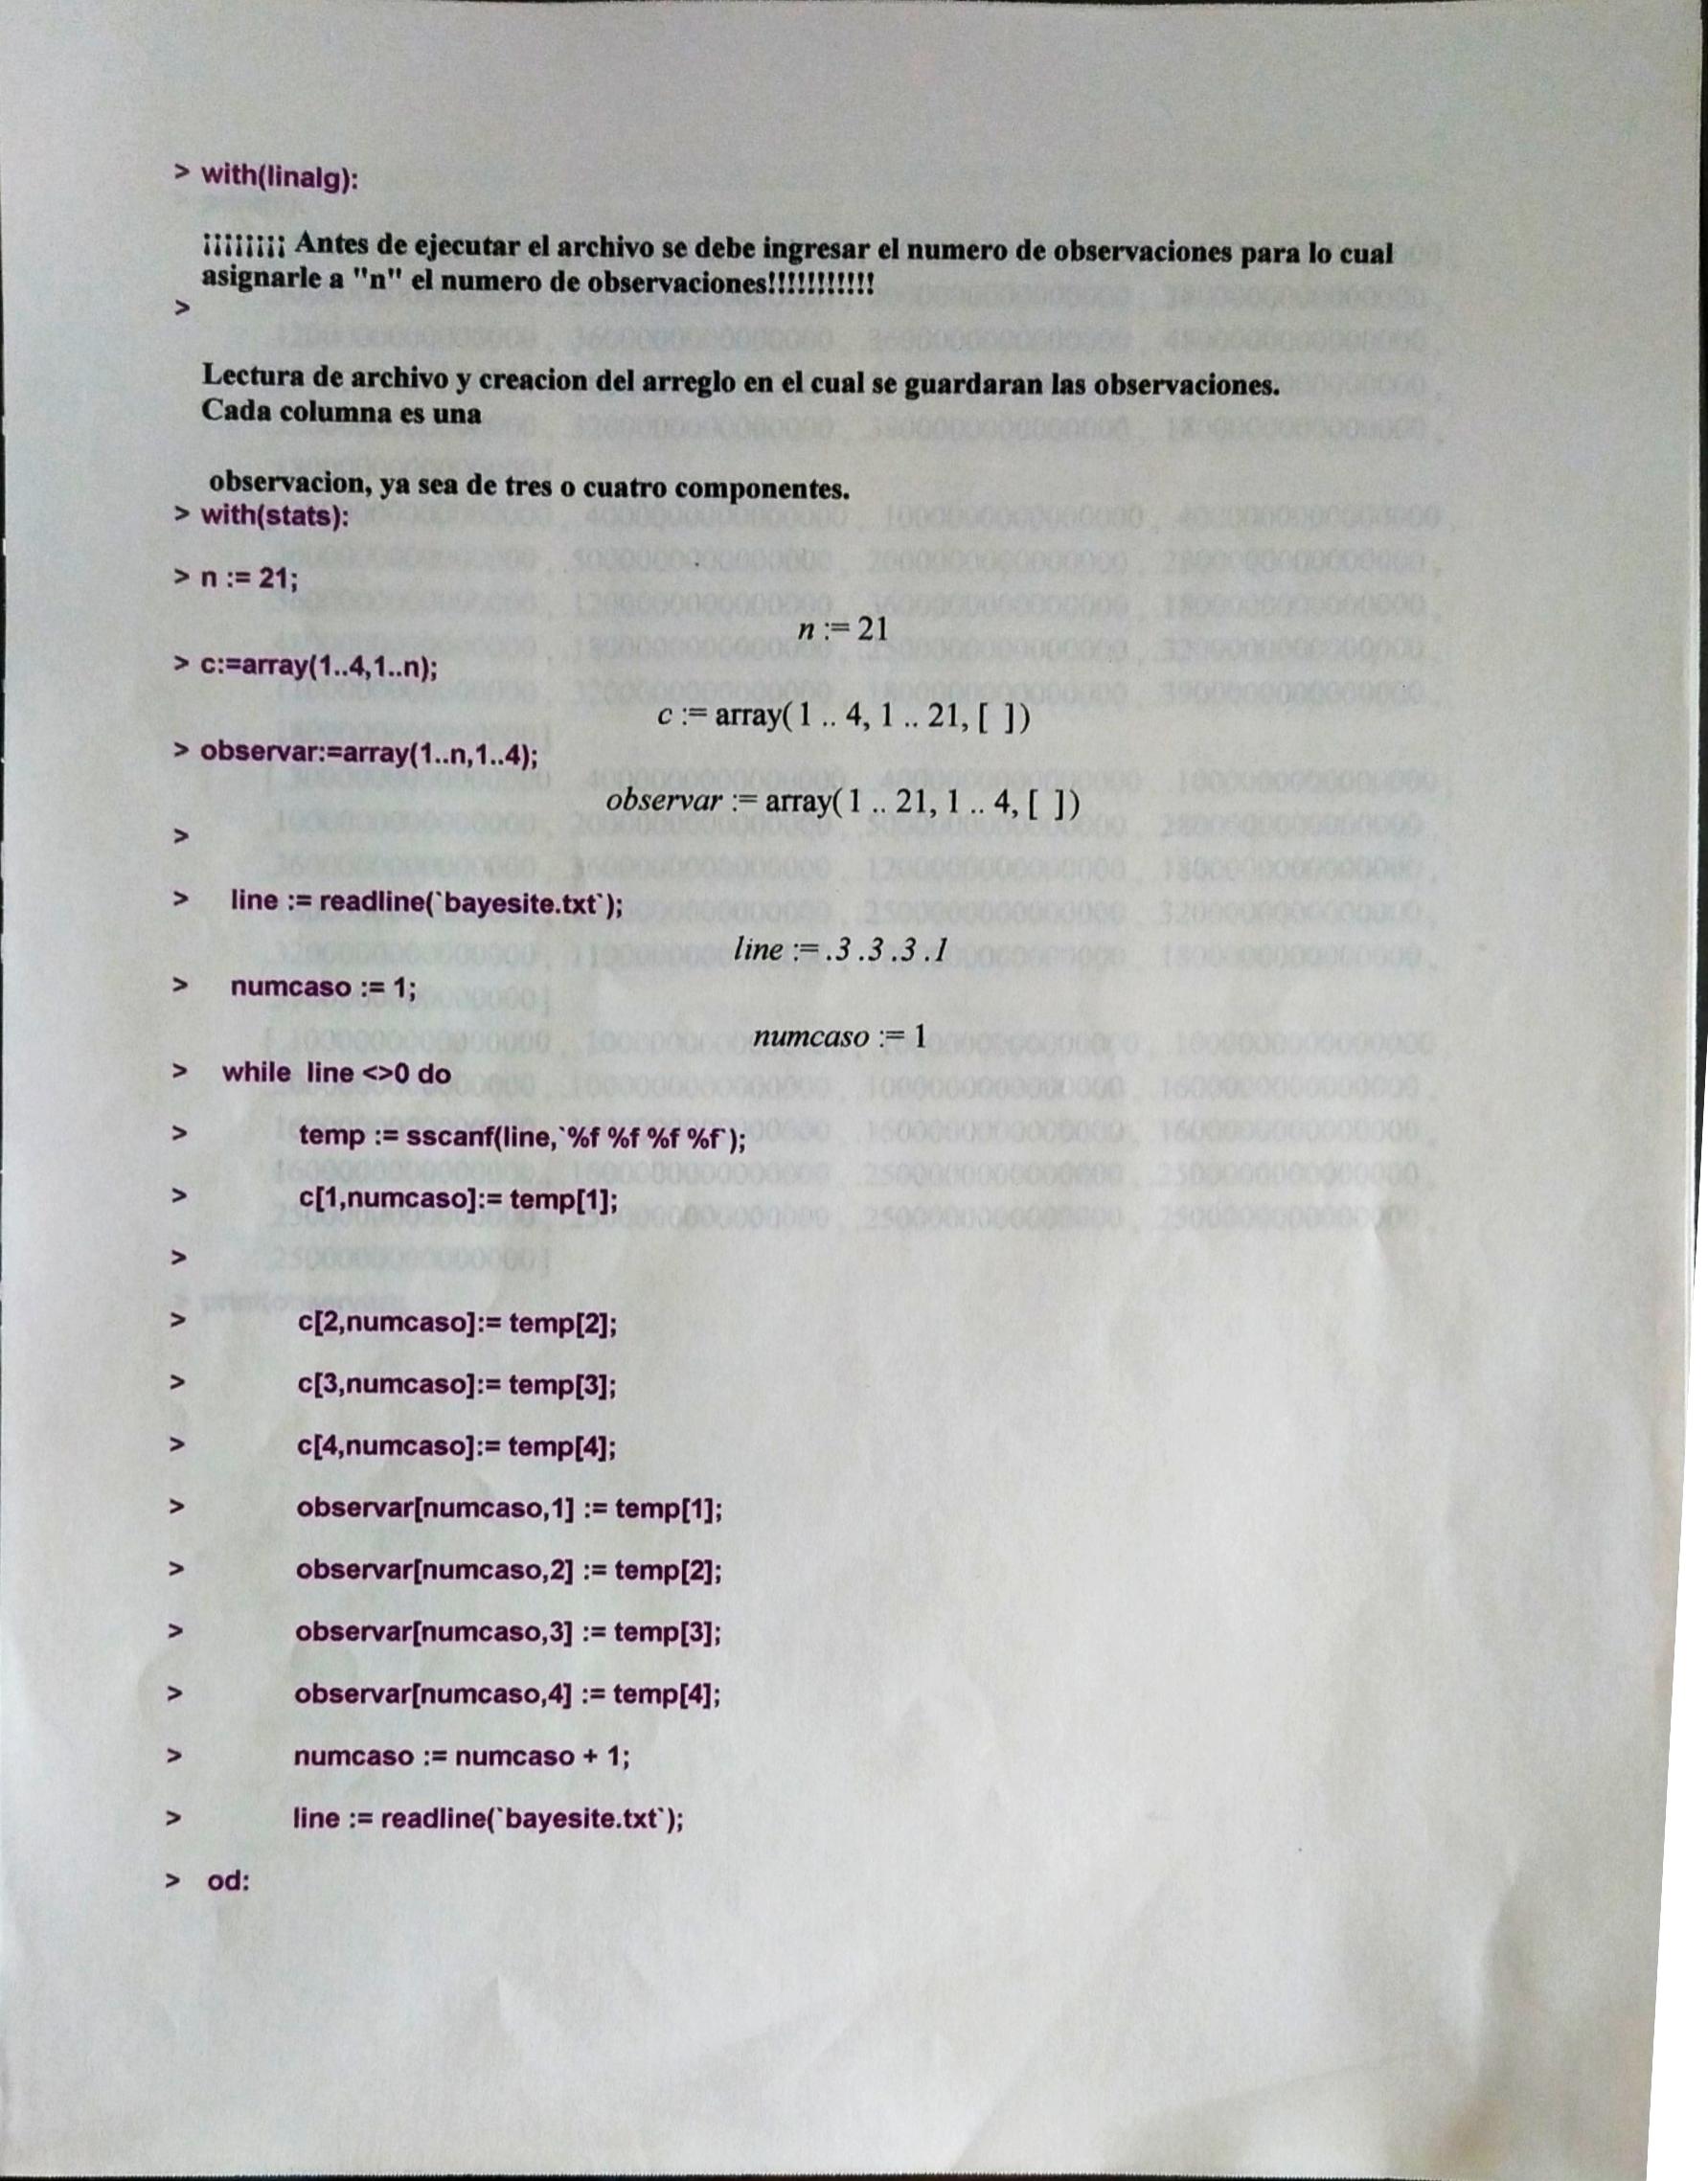 > with(linalg):
¡¡¡¡¡¡¡¡ Antes de ejecutar el archivo se debe ingresar el numero de observaciones para lo cual
asignarle a "n" el numero de observaciones!!!!!!!!!!!
>
Lectura de archivo y creacion del arreglo en el cual se guardaran las observaciones.
Cada columna es una
observacion, ya sea de tres o cuatro componentes.
> with(stats):
> n := 21;
n := 21
> c:=array(1..4,1..n);
c := array( 1 .. 4, 1 .. 21, [ ])
> observar:=array(1..n,1..4);
observar := array( 1 .. 21, 1 .. 4, [ ])
>
> line := readline(`bayesite.txt`);
line := .3 .3 .3 .1
> numcaso := 1;
numcaso := 1
> while line <>0 do
> temp := sscanf(line,`%f %f %f %f`);
> c[1,numcaso]:= temp[1];
>
> c[2,numcaso]:= temp[2];
> c[3,numcaso]:= temp[3];
> c[4,numcaso]:= temp[4];
> observar[numcaso,1] := temp[1];
> observar[numcaso,2] := temp[2];
> observar[numcaso,3] := temp[3];
> observar[numcaso,4] := temp[4];
> numcaso := numcaso + 1;
> line := readline(`bayesite.txt`);
> od: